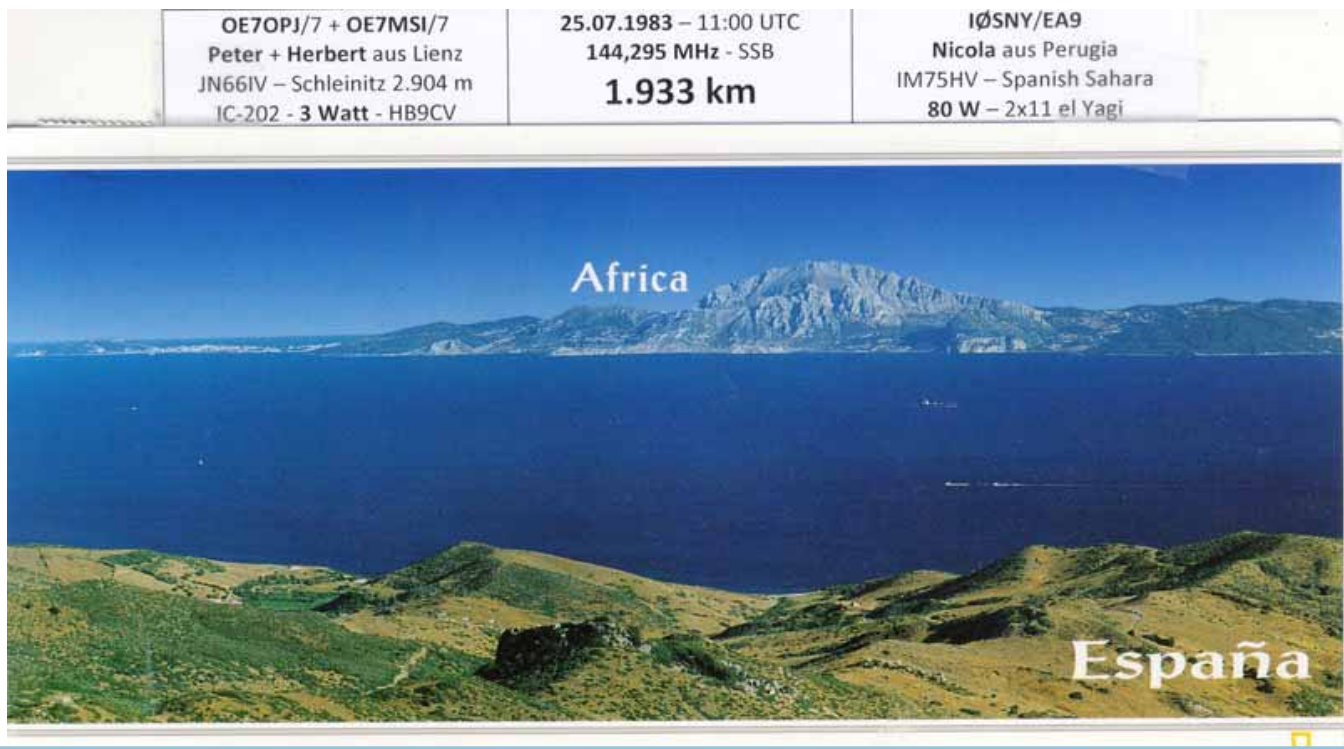 OE7OPJ/7 + OE7MSI/7
Peter + Herbert aus Lienz
JN66IV – Schleinitz 2.904 m
IC-202 - 3 Watt - HB9CV
25.07.1983 – 11:00 UTC
144,295 MHz - SSB
1.933 km
IØSNY/EA9
Nicola aus Perugia
IM75HV – Spanish Sahara
80 W – 2x11 el Yagi
Africa
España